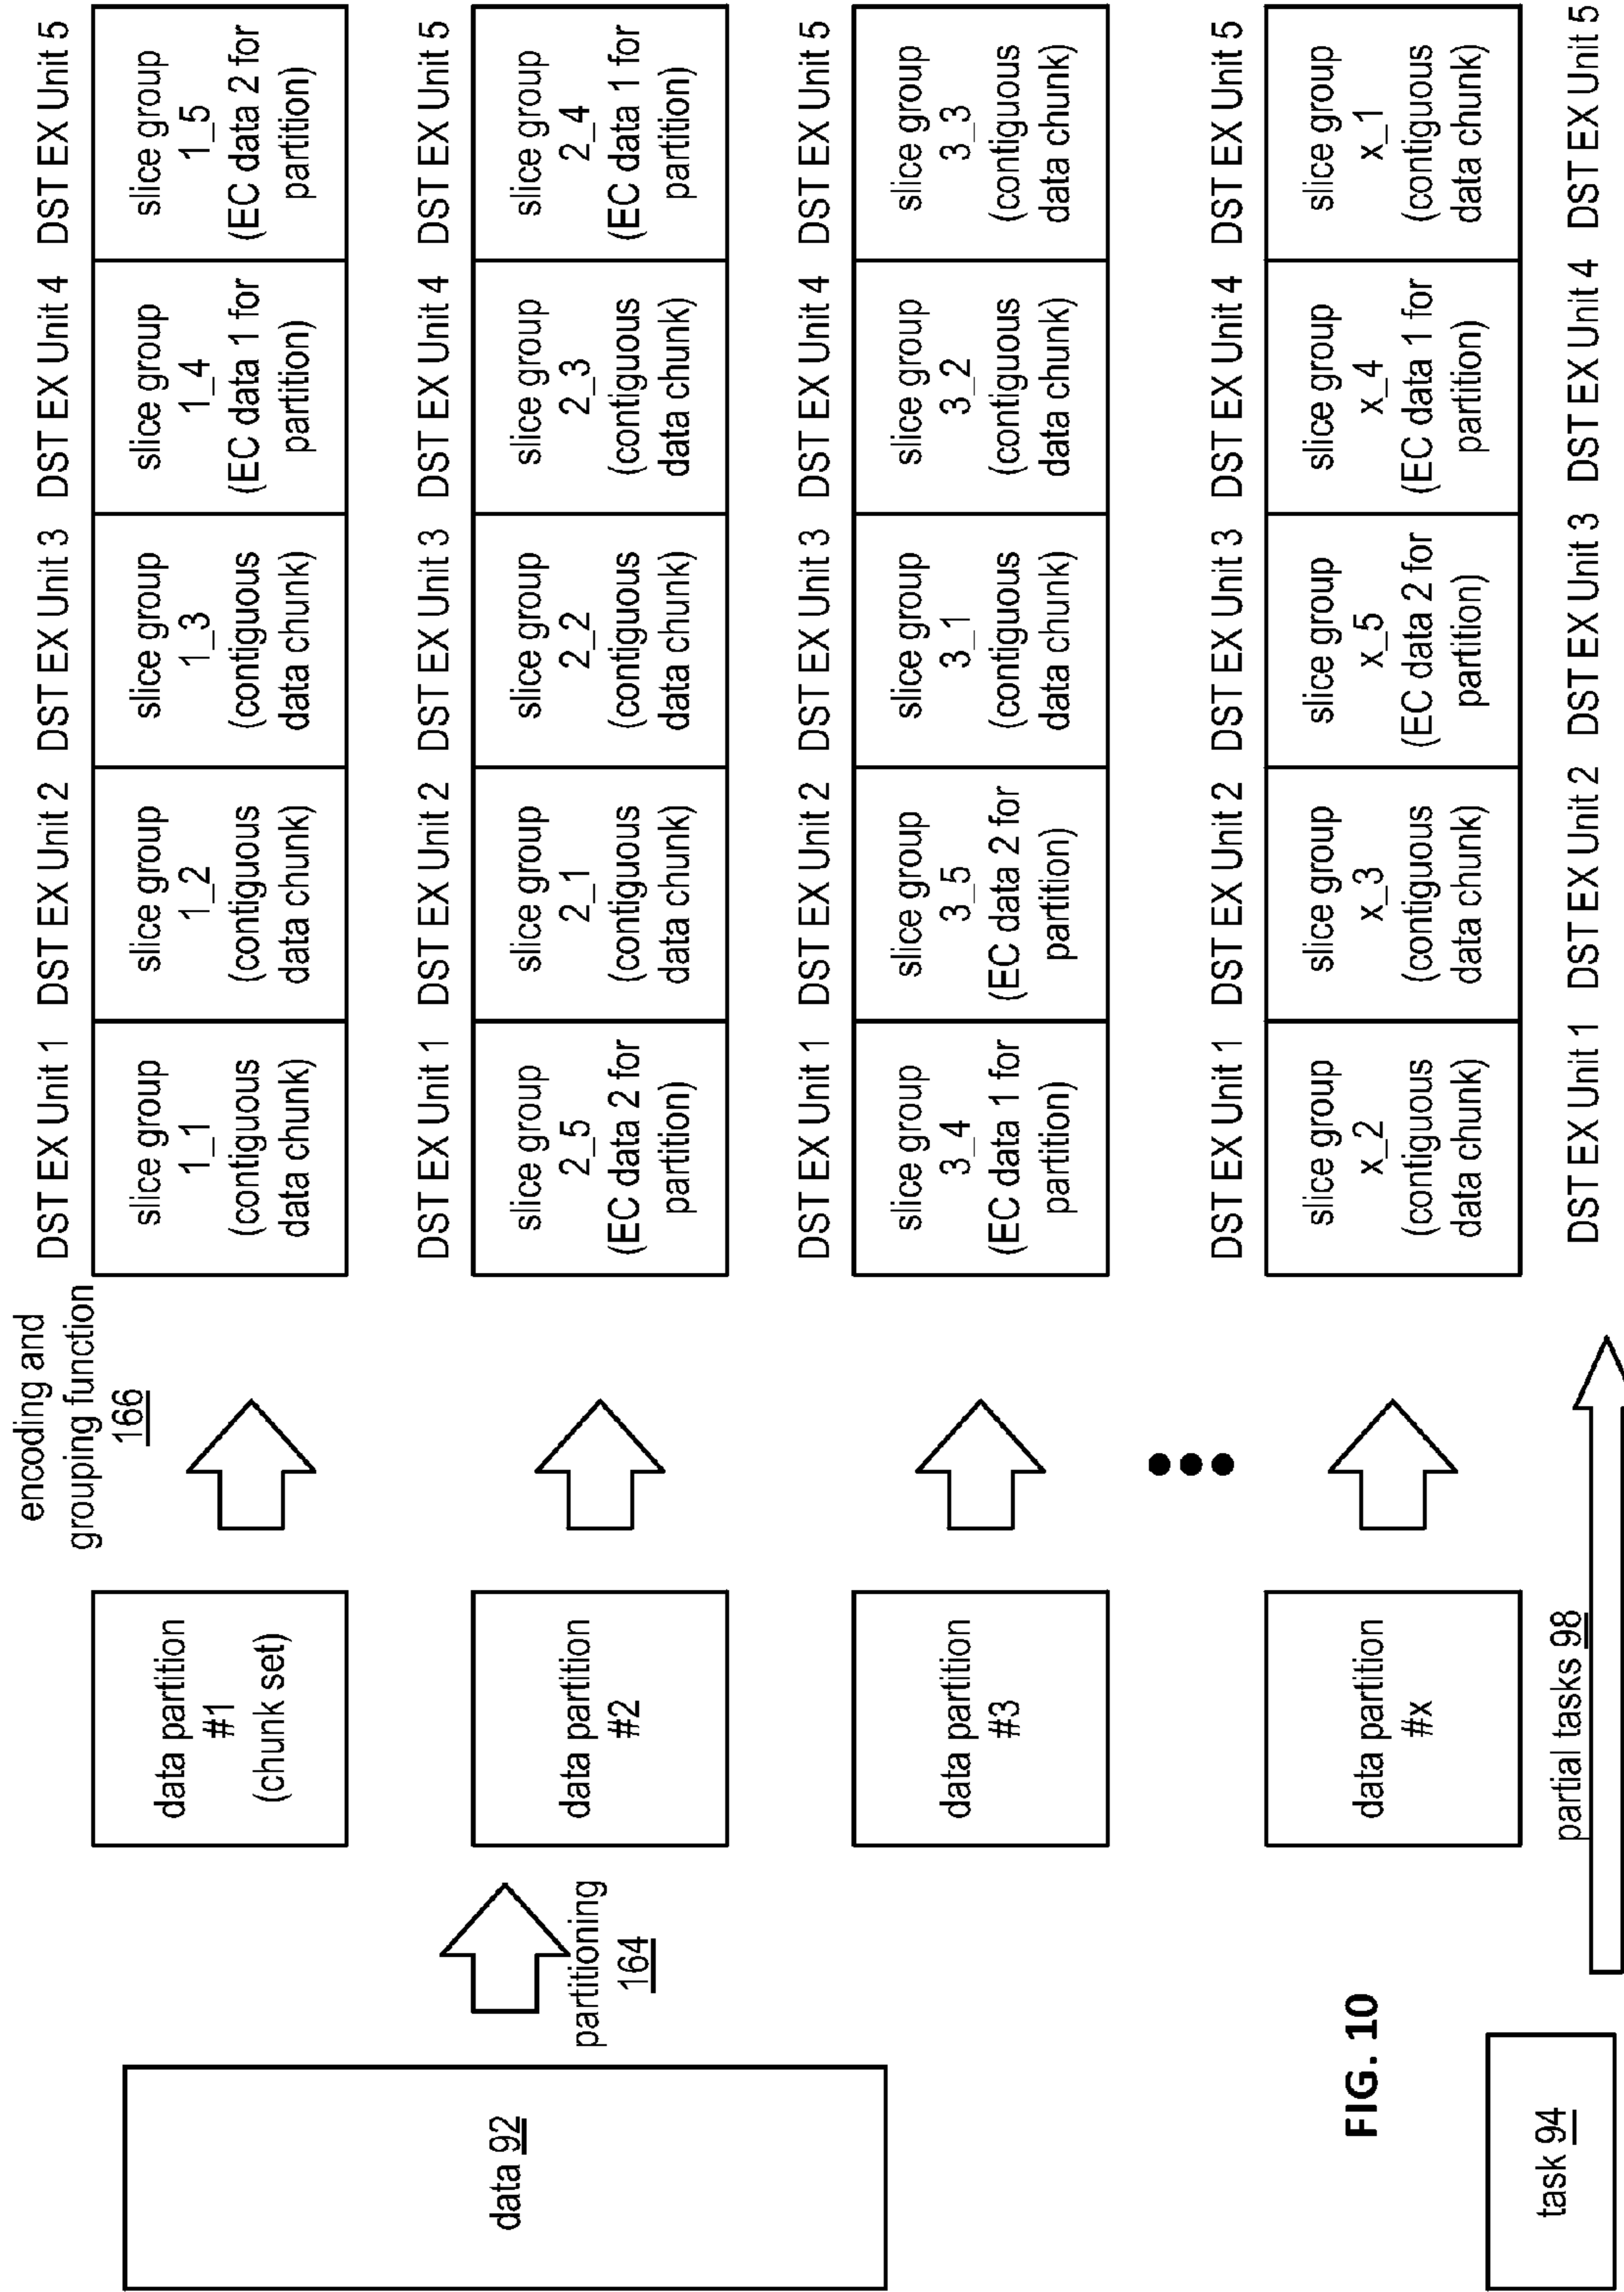 encoding and
grouping function
166
DST EX Unit 1
DST EX Unit 2
DST EX Unit 3
DST EX Unit 4
DST EX Unit 5
data partition
#1
(chunk set)
slice group
1_1
(contiguous
data chunk)
slice group
1_2
(contiguous
data chunk)
slice group
1_3
(contiguous
data chunk)
slice group
1_4
(EC data 1 for
partition)
slice group
1_5
(EC data 2 for
partition)
data 92
partitioning
164
DST EX Unit 1
DST EX Unit 2
DST EX Unit 3
DST EX Unit 4
DST EX Unit 5
data partition
#2
slice group
2_5
(EC data 2 for
partition)
slice group
2_1
(contiguous
data chunk)
slice group
2_2
(contiguous
data chunk)
slice group
2_3
(contiguous
data chunk)
slice group
2_4
(EC data 1 for
partition)
DST EX Unit 1
DST EX Unit 2
DST EX Unit 3
DST EX Unit 4
DST EX Unit 5
data partition
#3
slice group
3_4
(EC data 1 for
partition)
slice group
3_5
(EC data 2 for
partition)
slice group
3_1
(contiguous
data chunk)
slice group
3_2
(contiguous
data chunk)
slice group
3_3
(contiguous
data chunk)
DST EX Unit 1
DST EX Unit 2
DST EX Unit 3
DST EX Unit 4
DST EX Unit 5
data partition
#x
slice group
x_2
(contiguous
data chunk)
slice group
x_3
(contiguous
data chunk)
slice group
x_5
(EC data 2 for
partition)
slice group
x_4
(EC data 1 for
partition)
slice group
x_1
(contiguous
data chunk)
FIG. 10
task 94
partial tasks 98
DST EX Unit 1
DST EX Unit 2
DST EX Unit 3
DST EX Unit 4
DST EX Unit 5